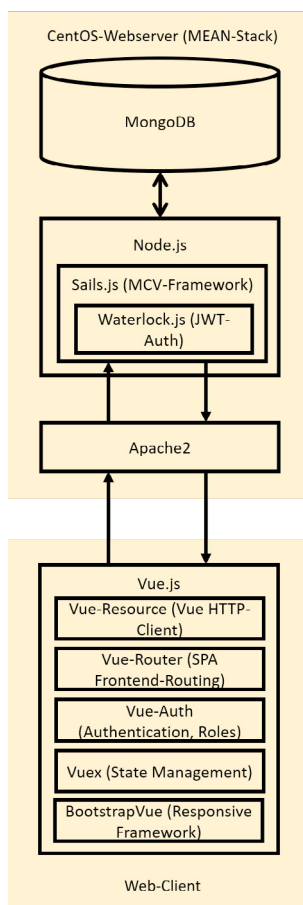 CentOS-Webserver (MEAN-Stack)
MongoDB
Node.js
Sails.js (MCV-Framework)
Waterlock.js (JWT-
Auth)
Apache2
Vue.js
Vue-Resource (Vue HTTP-
Client)
Vue-Router (SPA
Frontend-Routing)
Vue-Auth
(Authentication, Roles)
Vuex (State Management)
BootstrapVue (Responsive
Framework)
Web-Client